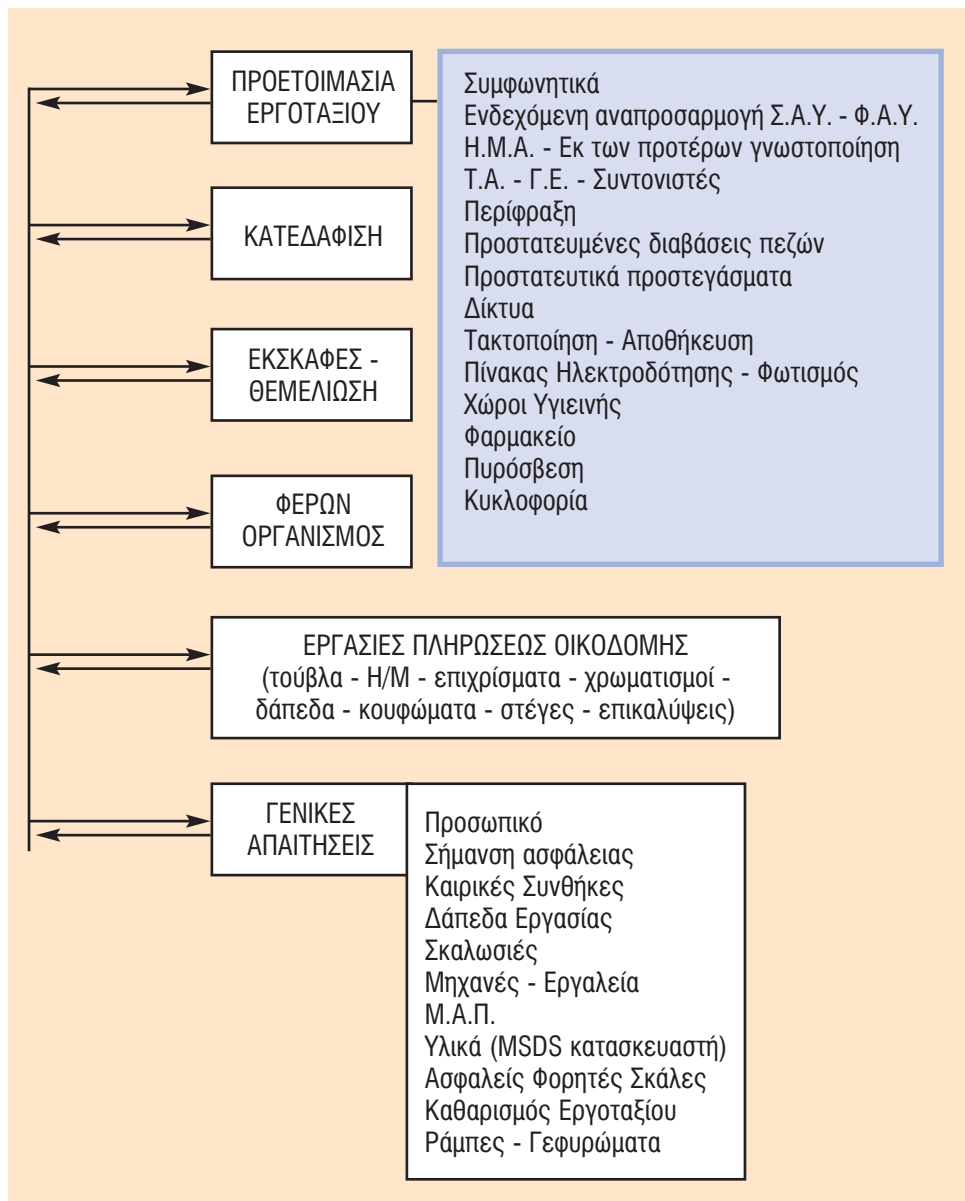 ΠΡΟΕΤΟΙΜΑΣΙΑ
ΕΡΓΟΤΑΞΙΟΥ
Συμφωνητικά
Ενδεχόμενη αναπροσαρμογή Σ.Α.Υ. - Φ.Α.Υ.
Η.Μ.Α. - Εκ των προτέρων γνωστοποίηση
Τ.Α. - Γ.Ε. - Συντονιστές
Περίφραξη
Προστατευμένες διαβάσεις πεζών
Προστατευτικά προστεγάσματα
Δίκτυα
Τακτοποίηση - Αποθήκευση
Πίνακας Ηλεκτροδότησης - Φωτισμός
Χώροι Υγιεινής
Φαρμακείο
Πυρόσβεση
Κυκλοφορία
ΚΑΤΕΔΑΦΙΣΗ
ΕΚΣΚΑΦΕΣ -
ΘΕΜΕΛΙΩΣΗ
ΦΕΡΩΝ
ΟΡΓΑΝΙΣΜΟΣ
ΕΡΓΑΣΙΕΣ ΠΛΗΡΩΣΕΩΣ ΟΙΚΟΔΟΜΗΣ
(τούβλα - Η/Μ - επιχρίσματα - χρωματισμοί -
δάπεδα - κουφώματα - στέγες - επικαλύψεις)
ΓΕΝΙΚΕΣ
ΑΠΑΙΤΗΣΕΙΣ
Προσωπικό
Σήμανση ασφάλειας
Καιρικές Συνθήκες
Δάπεδα Εργασίας
Σκαλωσιές
Μηχανές - Εργαλεία
Μ.Α.Π.
Υλικά (MSDS κατασκευαστή)
Ασφαλείς Φορητές Σκάλες
Καθαρισμός Εργοταξίου
Ράμπες - Γεφυρώματα